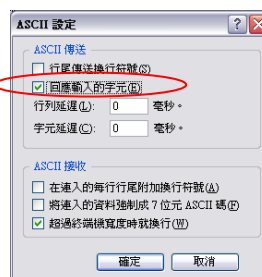 ASCII 設定
ASCII 傳送
行尾傳送換行符號(S)
回應輸入的字元(E)
行列延遲(L): 0 毫秒。
字元延遲(C): 0 毫秒。
ASCII 接收
在連入的每行行尾附加換行符號(A)
將連入的資料強制成 7 位元 ASCII 碼(F)
超過終端機寬度時就換行(W)
確定 取消